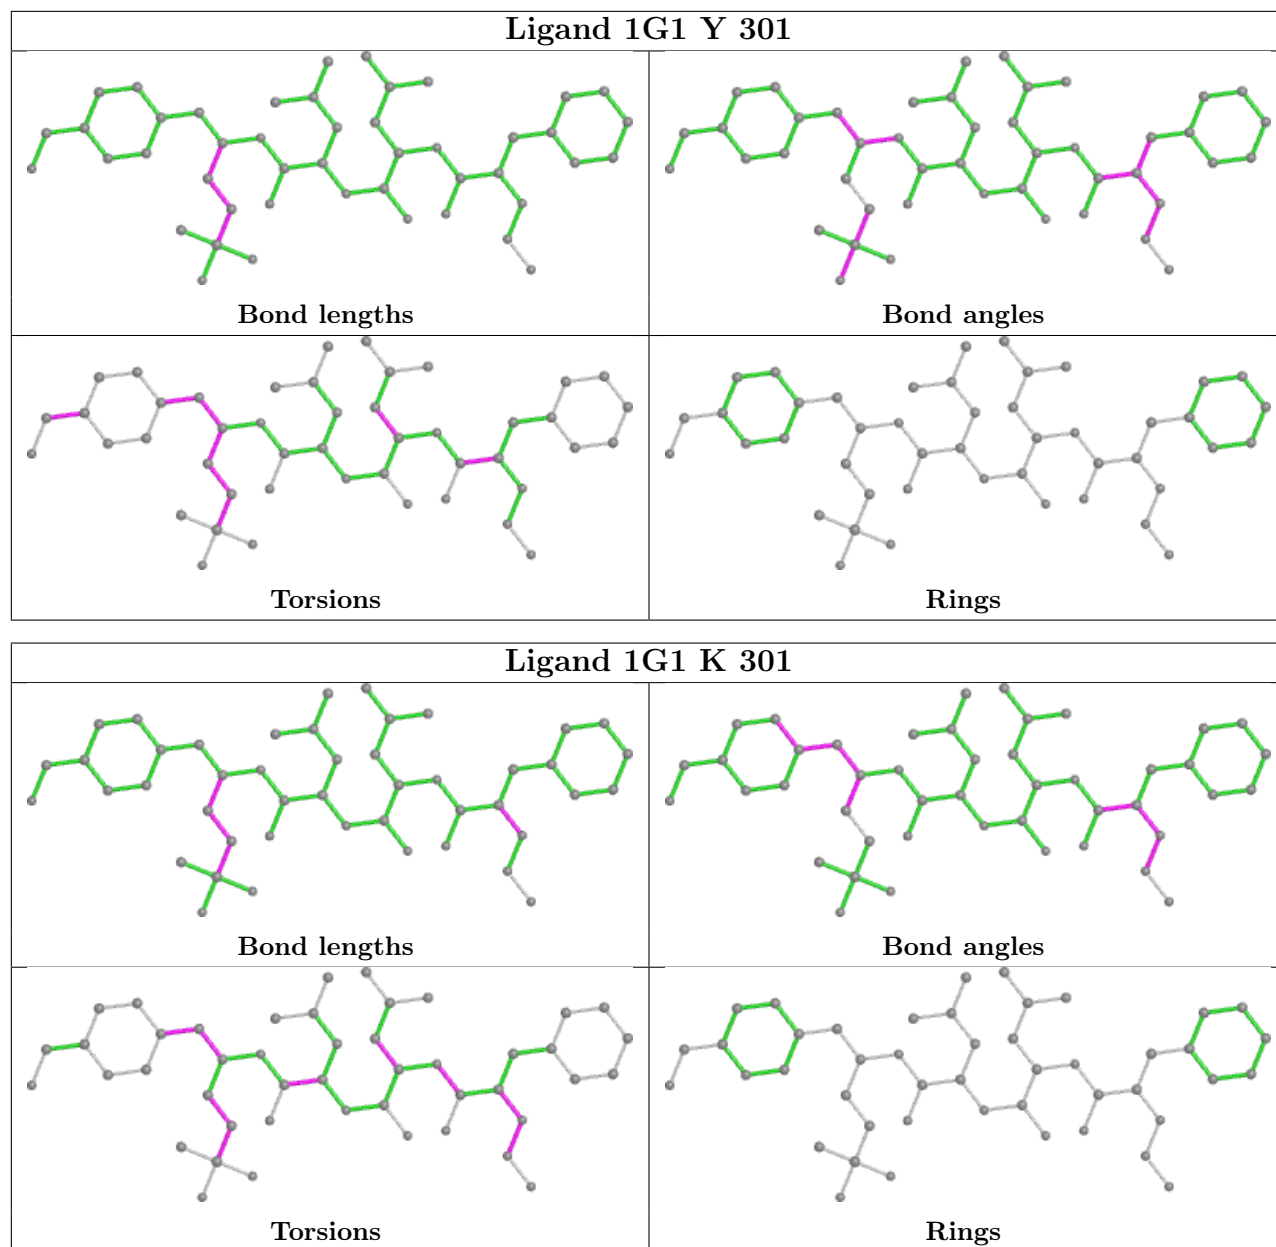 Ligand 1G1 Y 301
Bond lengths
Bond angles
Torsions
Rings
Ligand 1G1 K 301
Bond lengths
Bond angles
Torsions
Rings